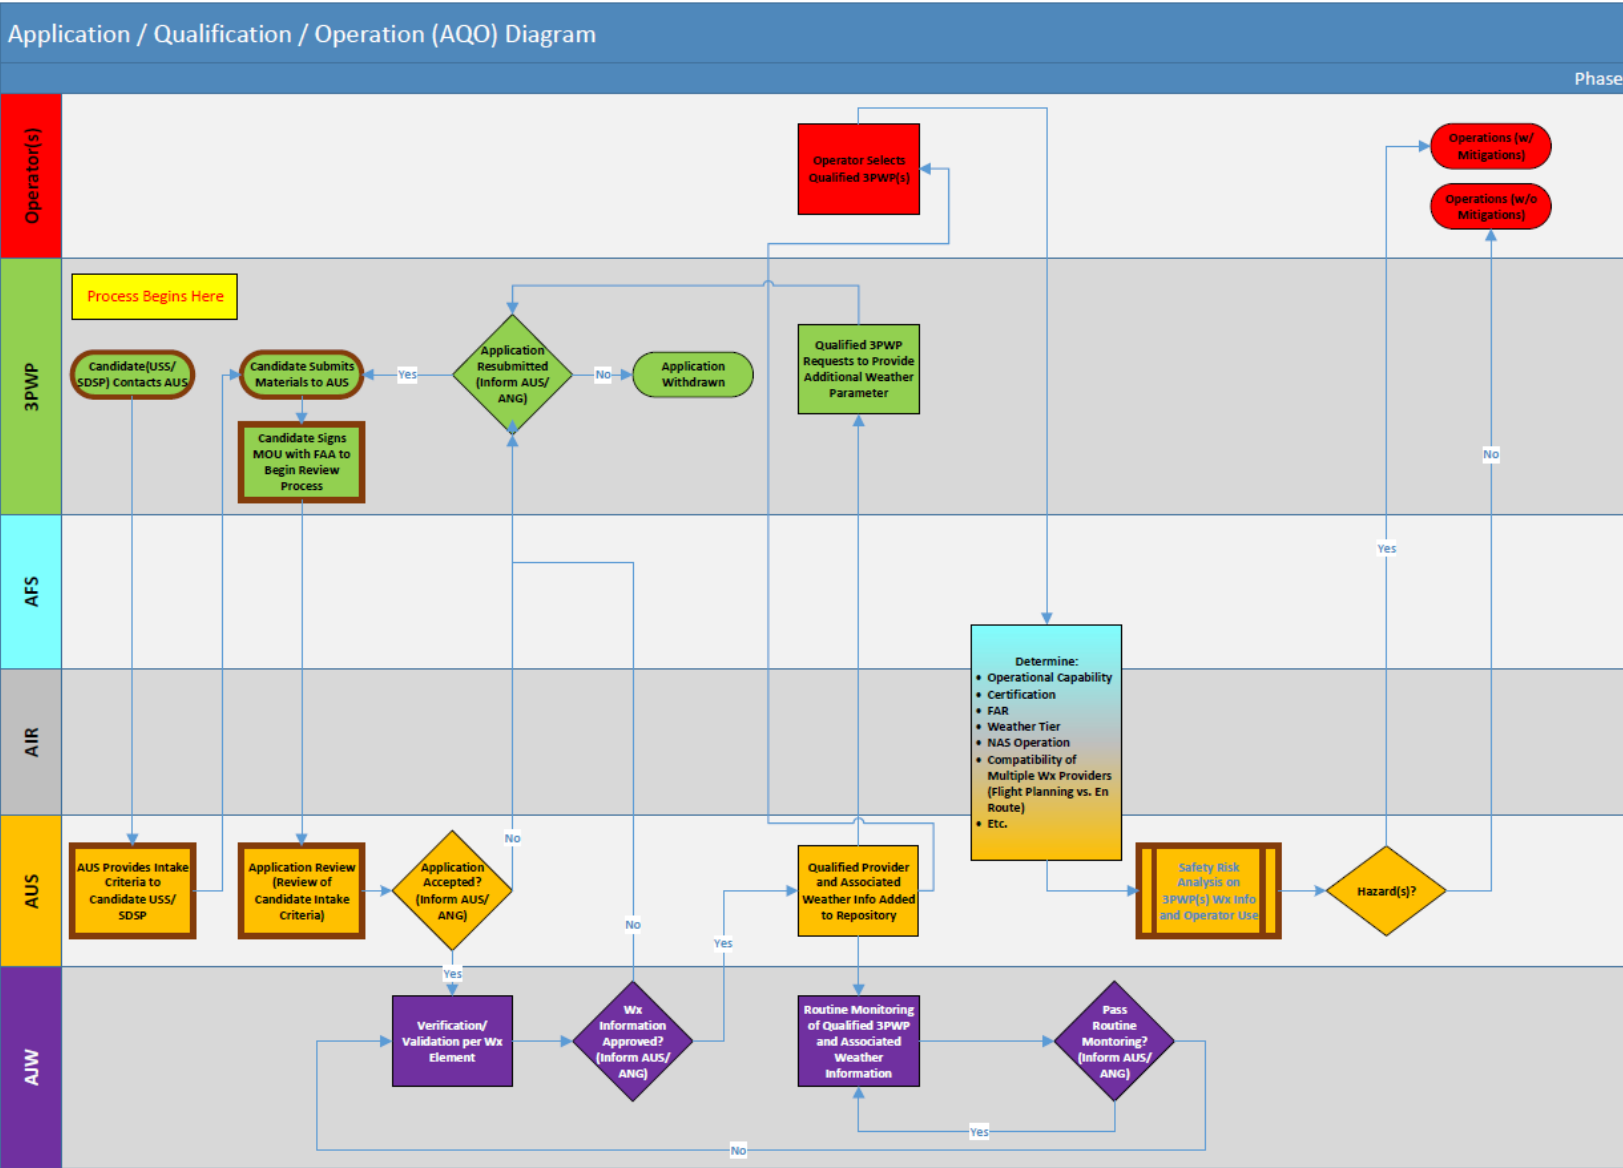 Application / Qualification / Operation (AQO) Diagram
Phase
Operator(s)
Operator Selects
Qualified 3PWP(s)
Operations (w/
Mitigations)
Operations (w/o
Mitigations)
3PWP
Process Begins Here
Candidate(USS/
SDSP) Contacts AUS
Candidate Submits
Materials to AUS
Candidate Signs
MOU with FAA to
Begin Review
Process
Yes
Application
Resubmitted
(Inform AUS/
ANG)
No
Application
Withdrawn
Qualified 3PWP
Requests to Provide
Additional Weather
Parameter
No
AFS
Yes
AIR
Determine:
• Operational Capability
• Certification
• FAR
• Weather Tier
• NAS Operation
• Compatibility of
Multiple Wx Providers
(Flight Planning vs. En
Route)
• Etc.
AUS
AUS Provides Intake
Criteria to
Candidate USS/
SDSP
Application Review
(Review of
Candidate Intake
Criteria)
Application
Accepted?
(Inform AUS/
ANG)
No
Yes
No
Yes
Qualified Provider
and Associated
Weather Info Added
to Repository
Safety Risk
Analysis on
3PWP(s) Wx Info
and Operator Use
Hazard(s)?
AJW
Verification/
Validation per Wx
Element
Wx
Information
Approved?
(Inform AUS/
ANG)
Routine Monitoring
of Qualified 3PWP
and Associated
Weather
Information
Pass
Routine
Montoring?
(Inform AUS/
ANG)
Yes
No